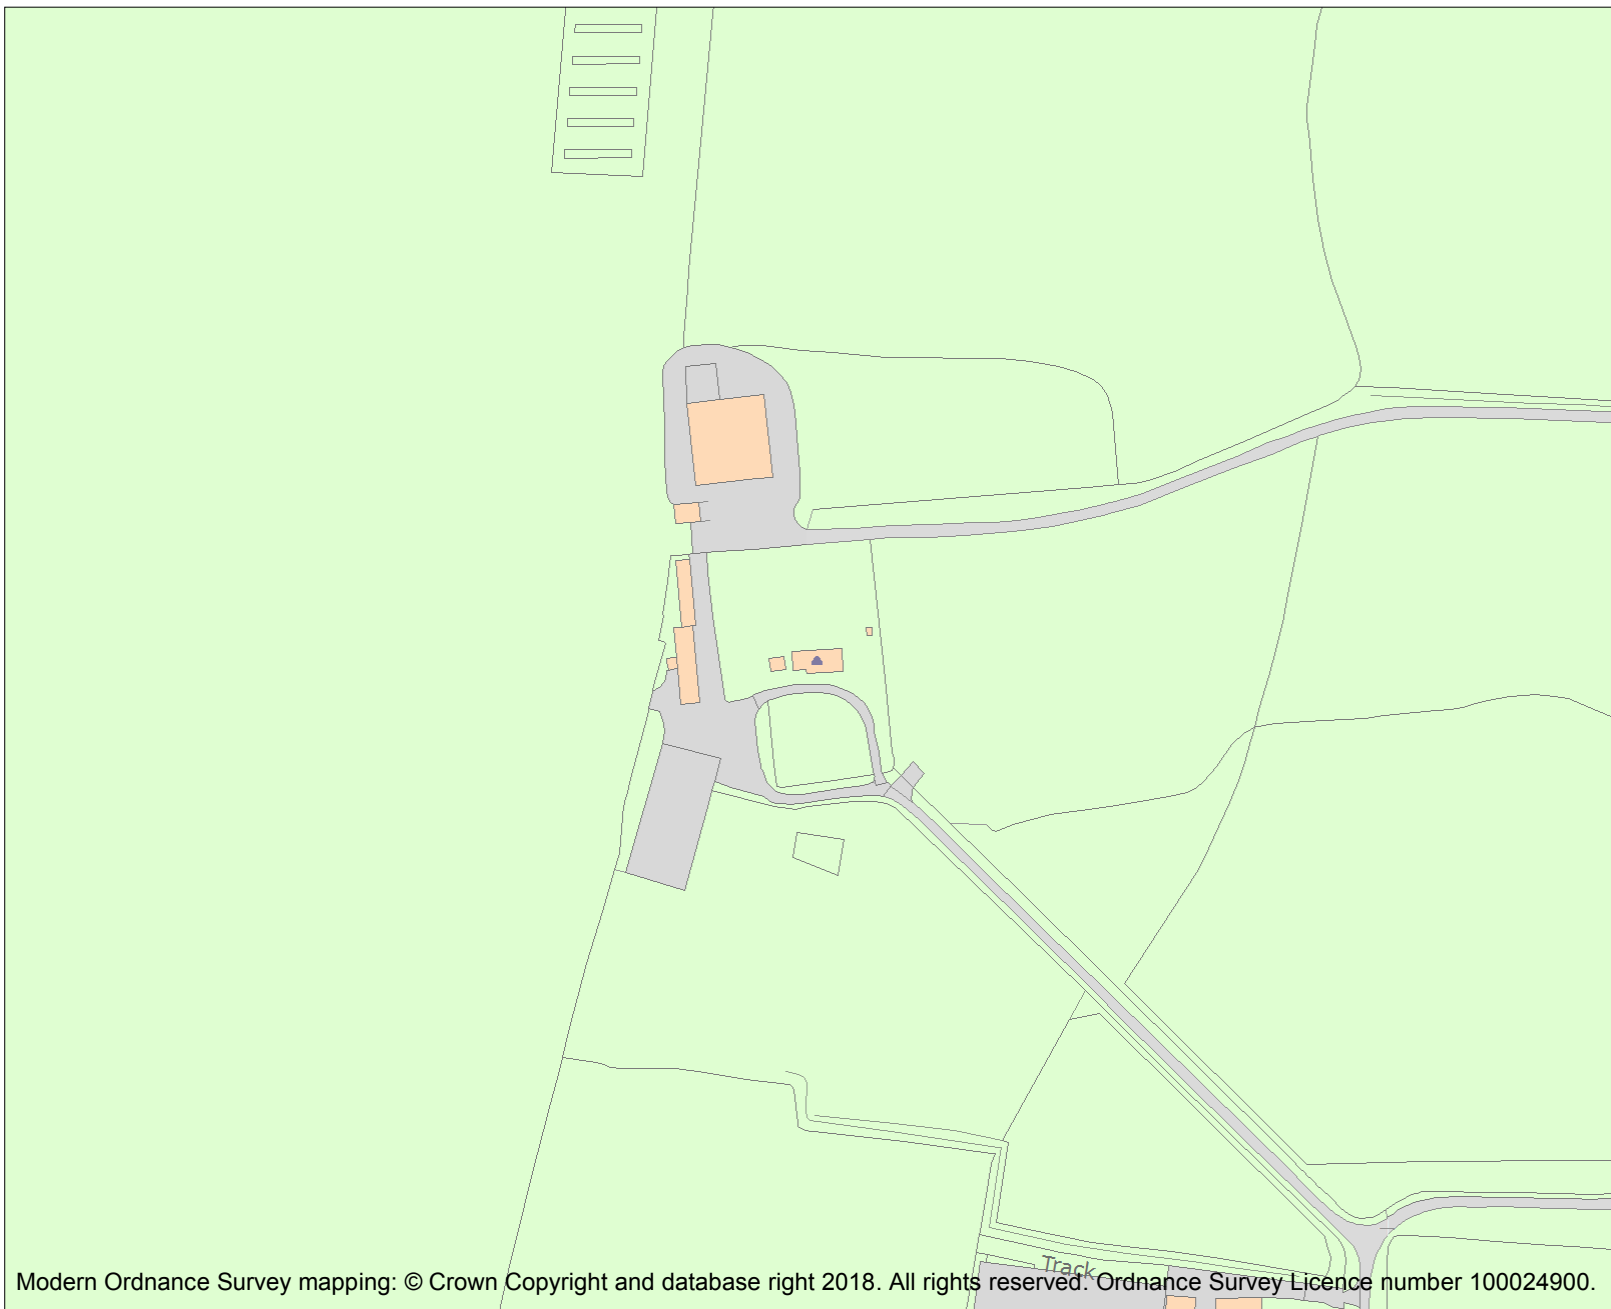 Track
Modern Ordnance Survey mapping: © Crown Copyright and database right 2018. All rights reserved. Ordnance Survey Licence number 100024900.